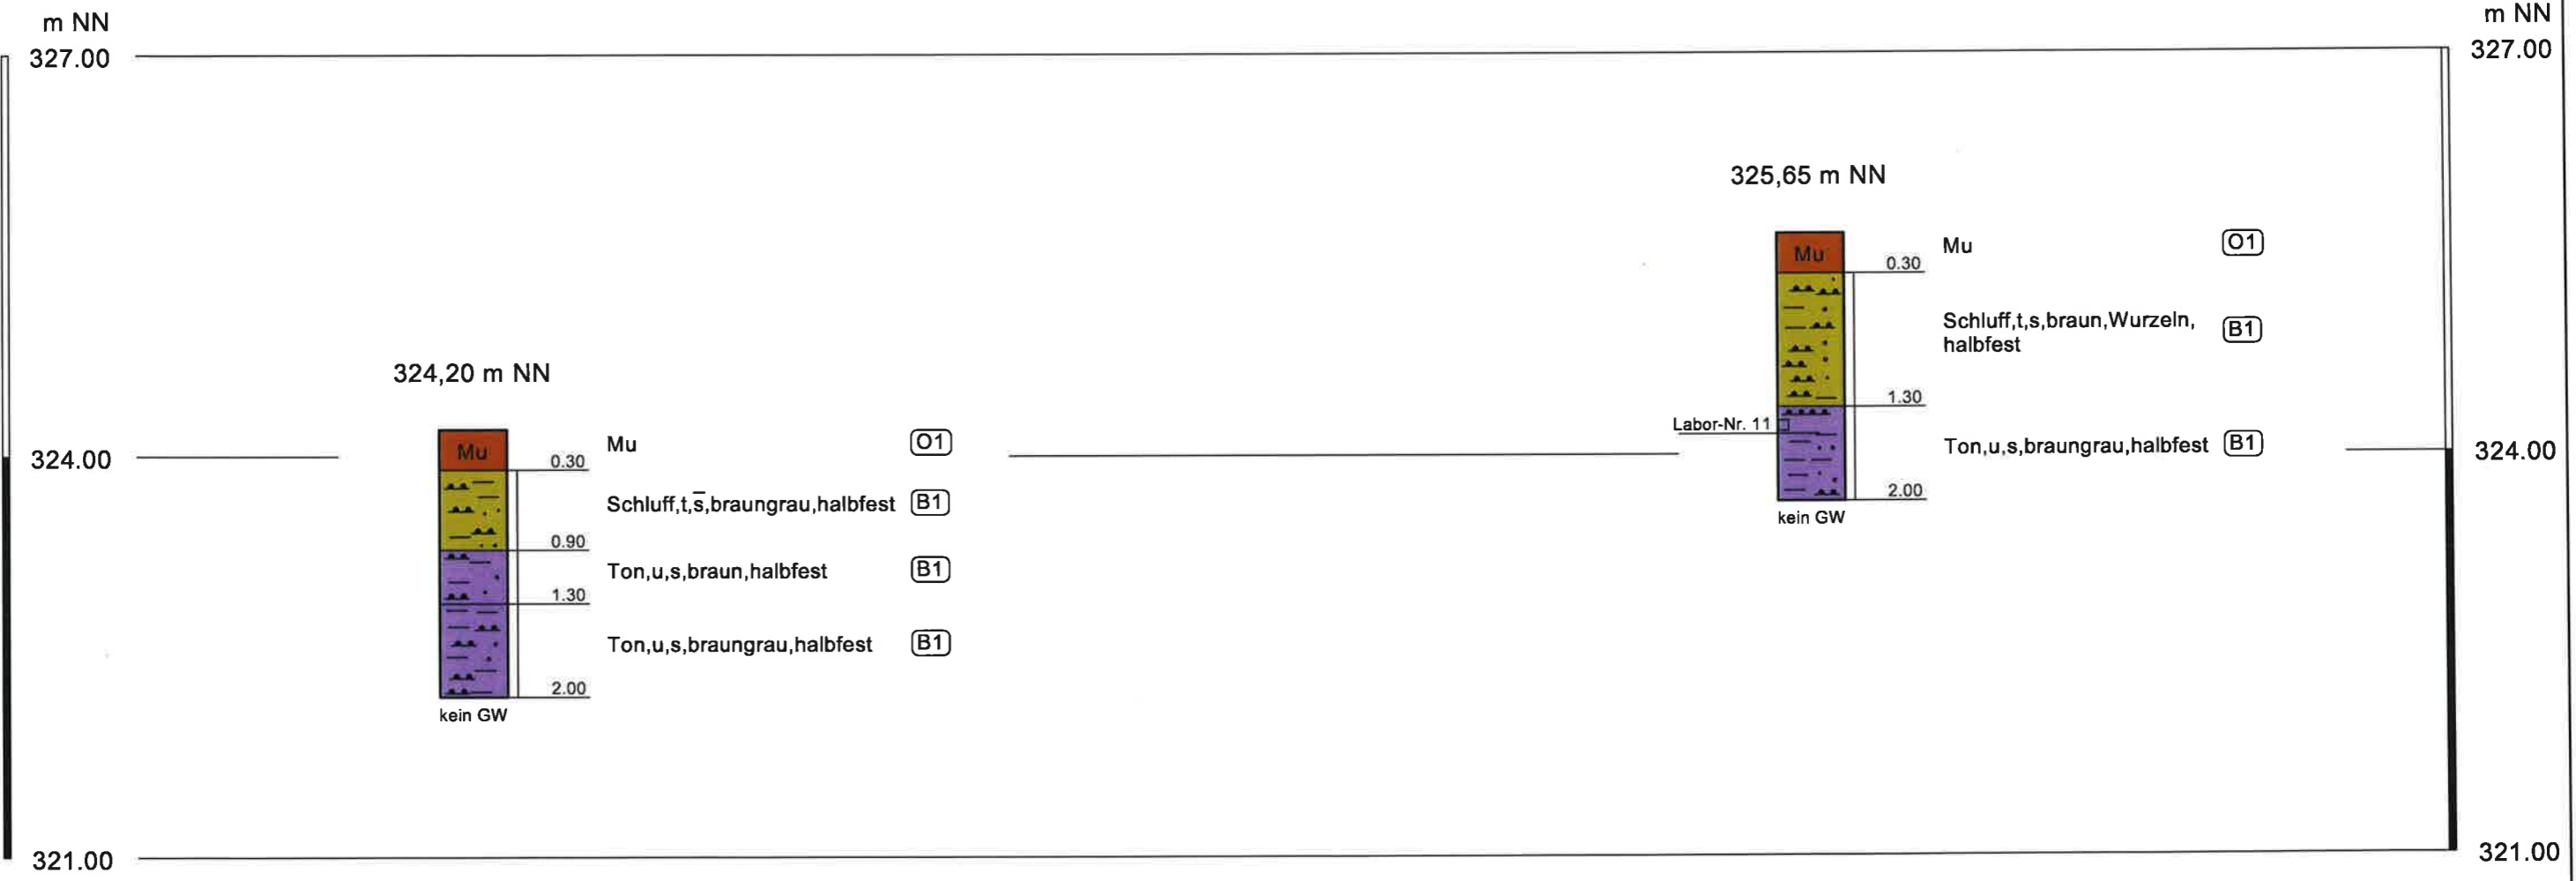 m NN
327.00
m NN
327.00
325,65 m NN
Mu
0.30
Mu
O1
Schluff,t,s,braun,Wurzeln,
halbfest
B1
1.30
Labor-Nr. 11
Ton,u,s,braungrau,halbfest
B1
2.00
kein GW
324,20 m NN
Mu
0.30
Mu
O1
Schluff,t,s̅,braungrau,halbfest
B1
0.90
Ton,u,s,braun,halbfest
B1
1.30
Ton,u,s,braungrau,halbfest
B1
2.00
kein GW
324.00
324.00
321.00
321.00